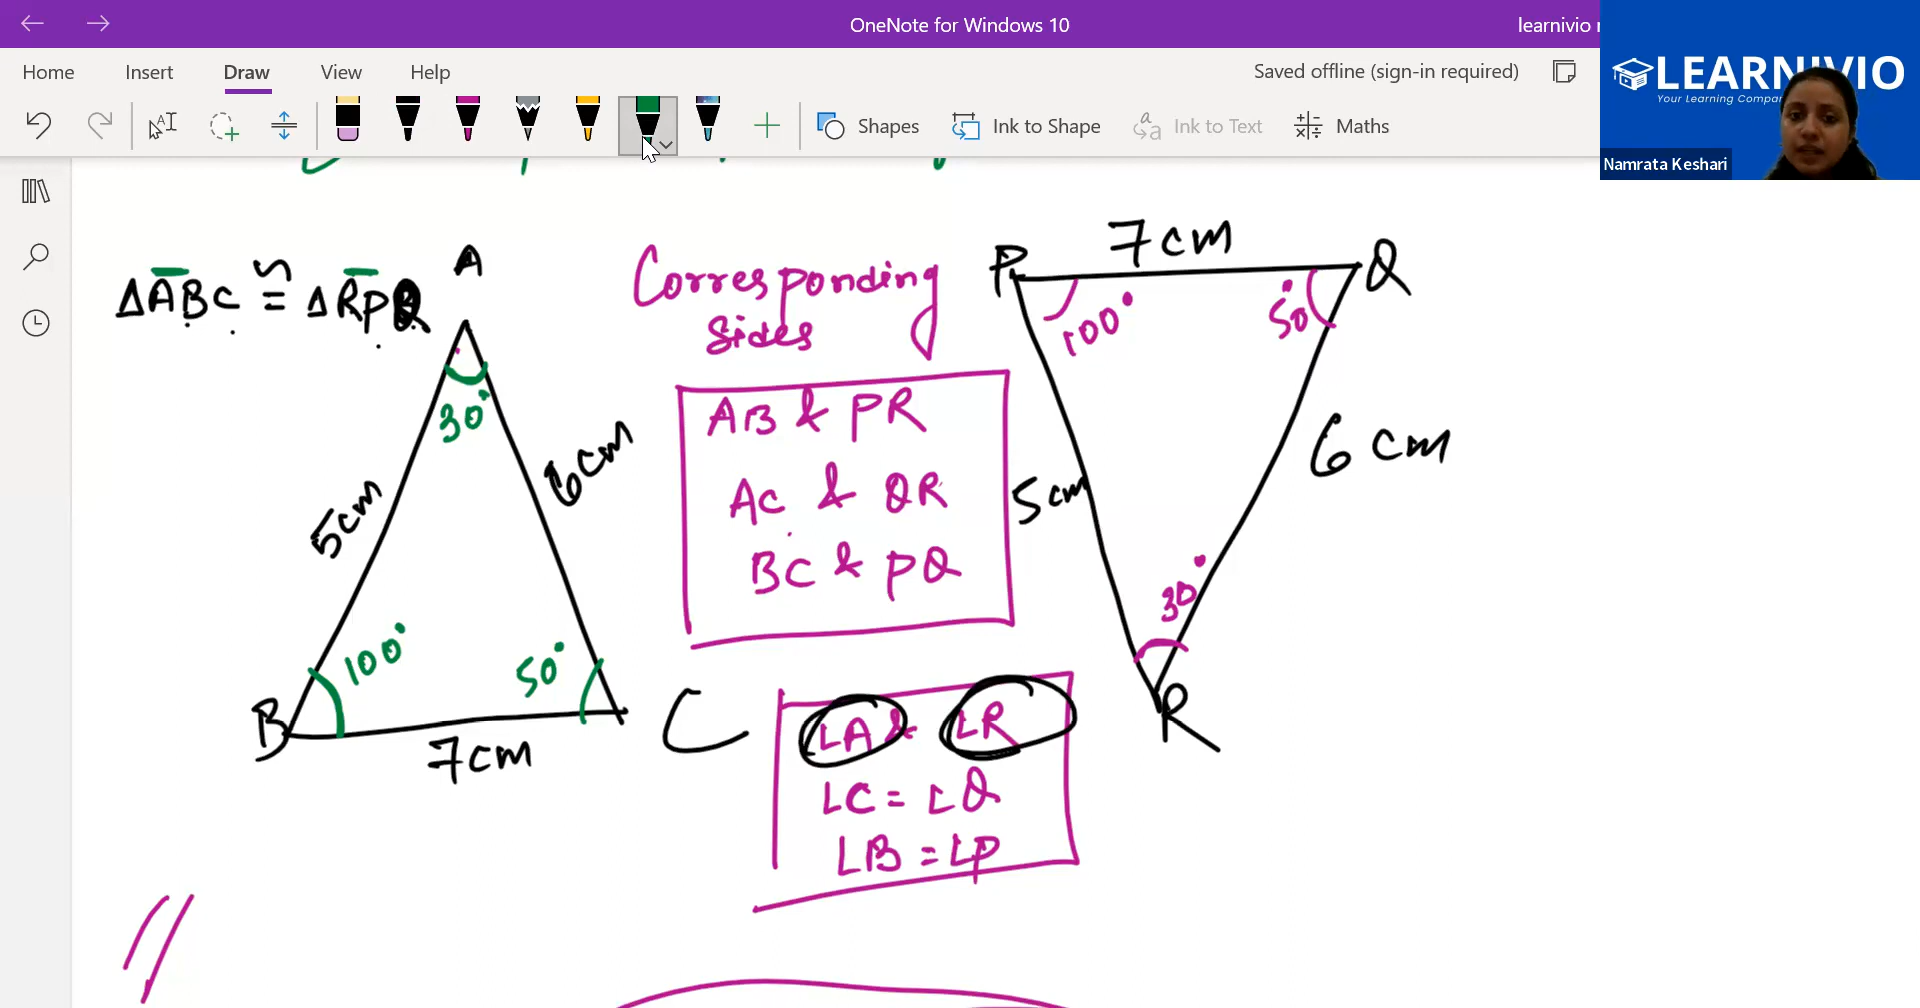 OneNote for Windows 10
learnivio
Home Insert Draw View Help
Saved offline (sign-in required)
Shapes Ink to Shape Ink to Text Maths
LEARNIVIO
Your Learning Compan
Namrata Keshari
ΔABC ≅ ΔRPQ
A
30°
5cm
6cm
B
100°
50°
C
7cm
Corresponding
Sides
AB & PR
AC & QR
BC & PQ
∟A & ∟R
∟C = ∟Q
∟B = ∟P
P
7cm
Q
100°
50°
5cm
6 cm
30°
R